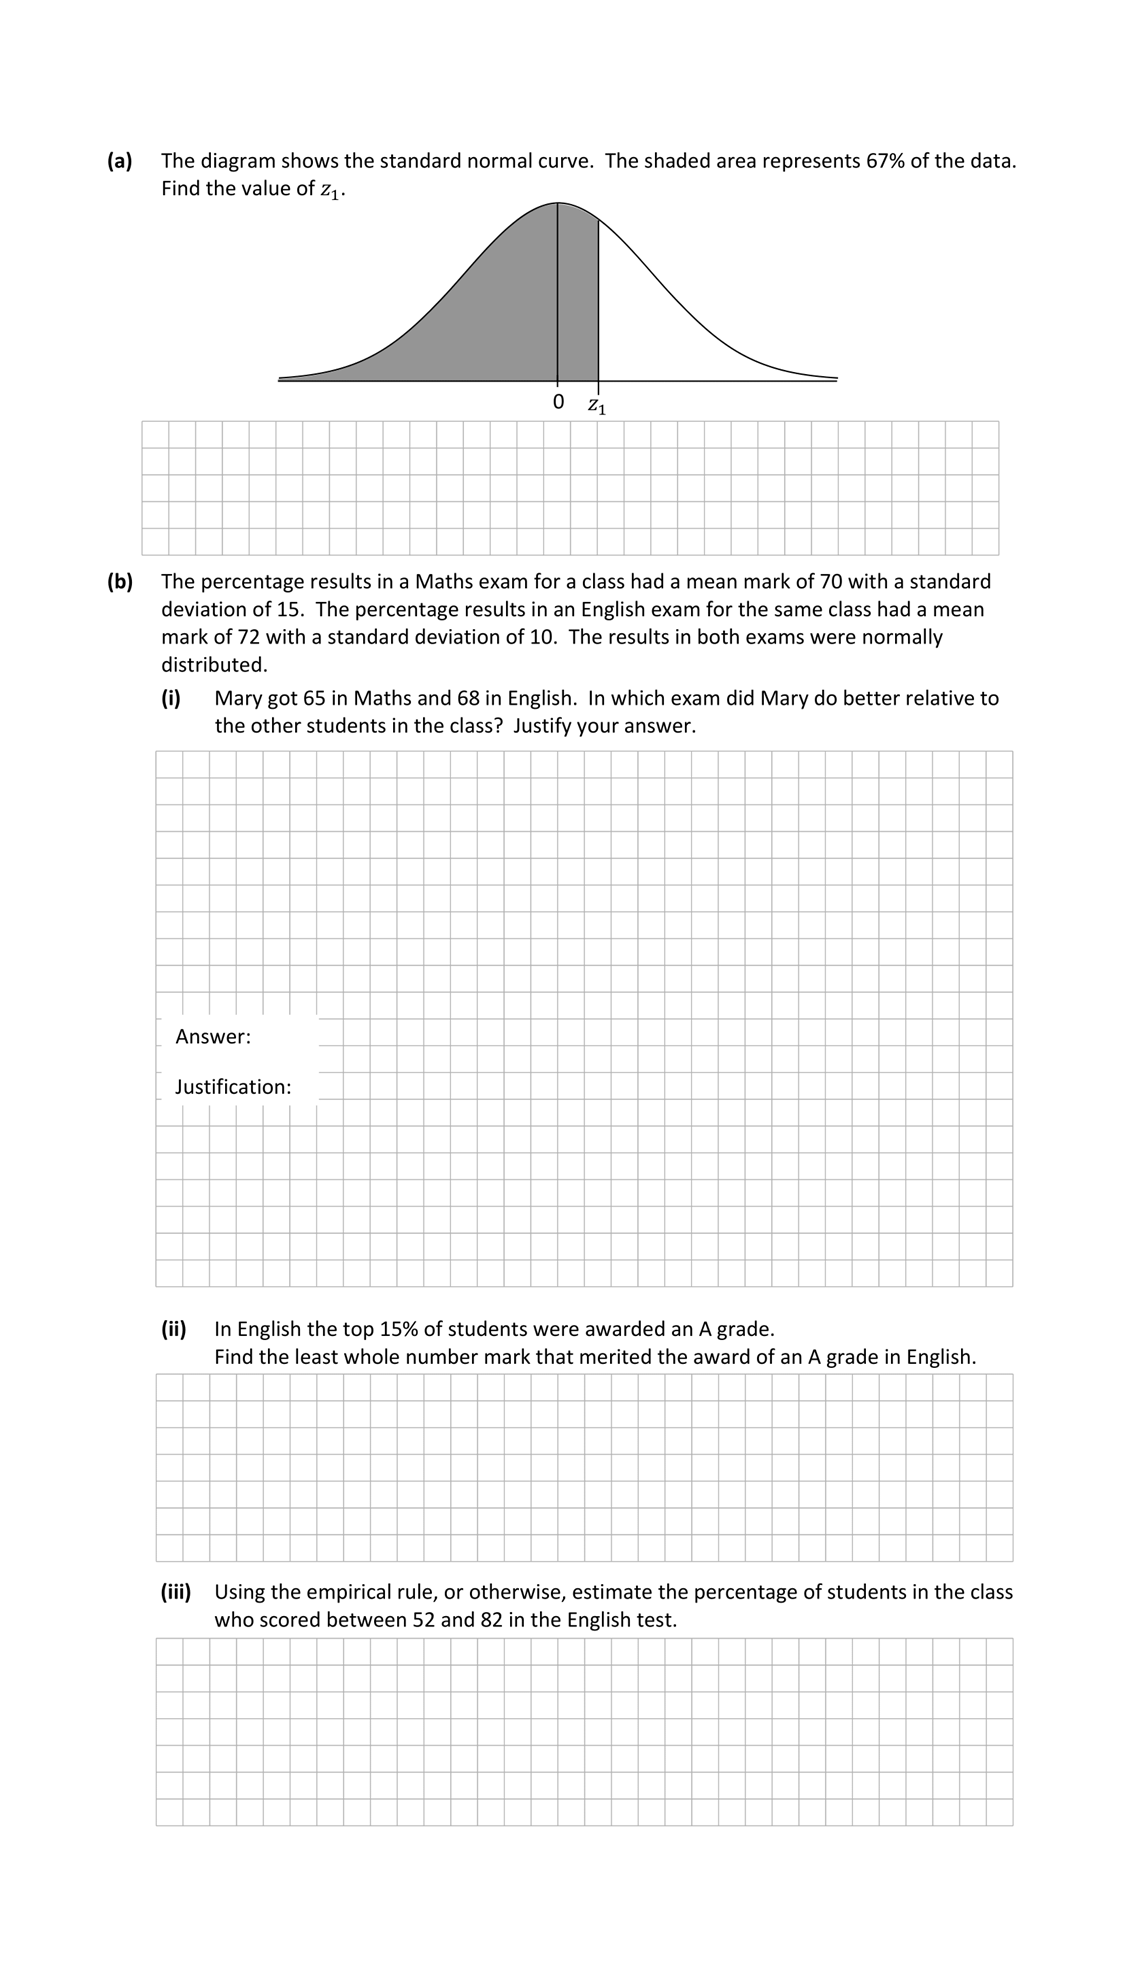 (a) The diagram shows the standard normal curve. The shaded area represents 67% of the data.
Find the value of z₁.
0 z₁
(b) The percentage results in a Maths exam for a class had a mean mark of 70 with a standard
deviation of 15. The percentage results in an English exam for the same class had a mean
mark of 72 with a standard deviation of 10. The results in both exams were normally
distributed.
(i) Mary got 65 in Maths and 68 in English. In which exam did Mary do better relative to
the other students in the class? Justify your answer.
Answer:
Justification:
(ii) In English the top 15% of students were awarded an A grade.
Find the least whole number mark that merited the award of an A grade in English.
(iii) Using the empirical rule, or otherwise, estimate the percentage of students in the class
who scored between 52 and 82 in the English test.